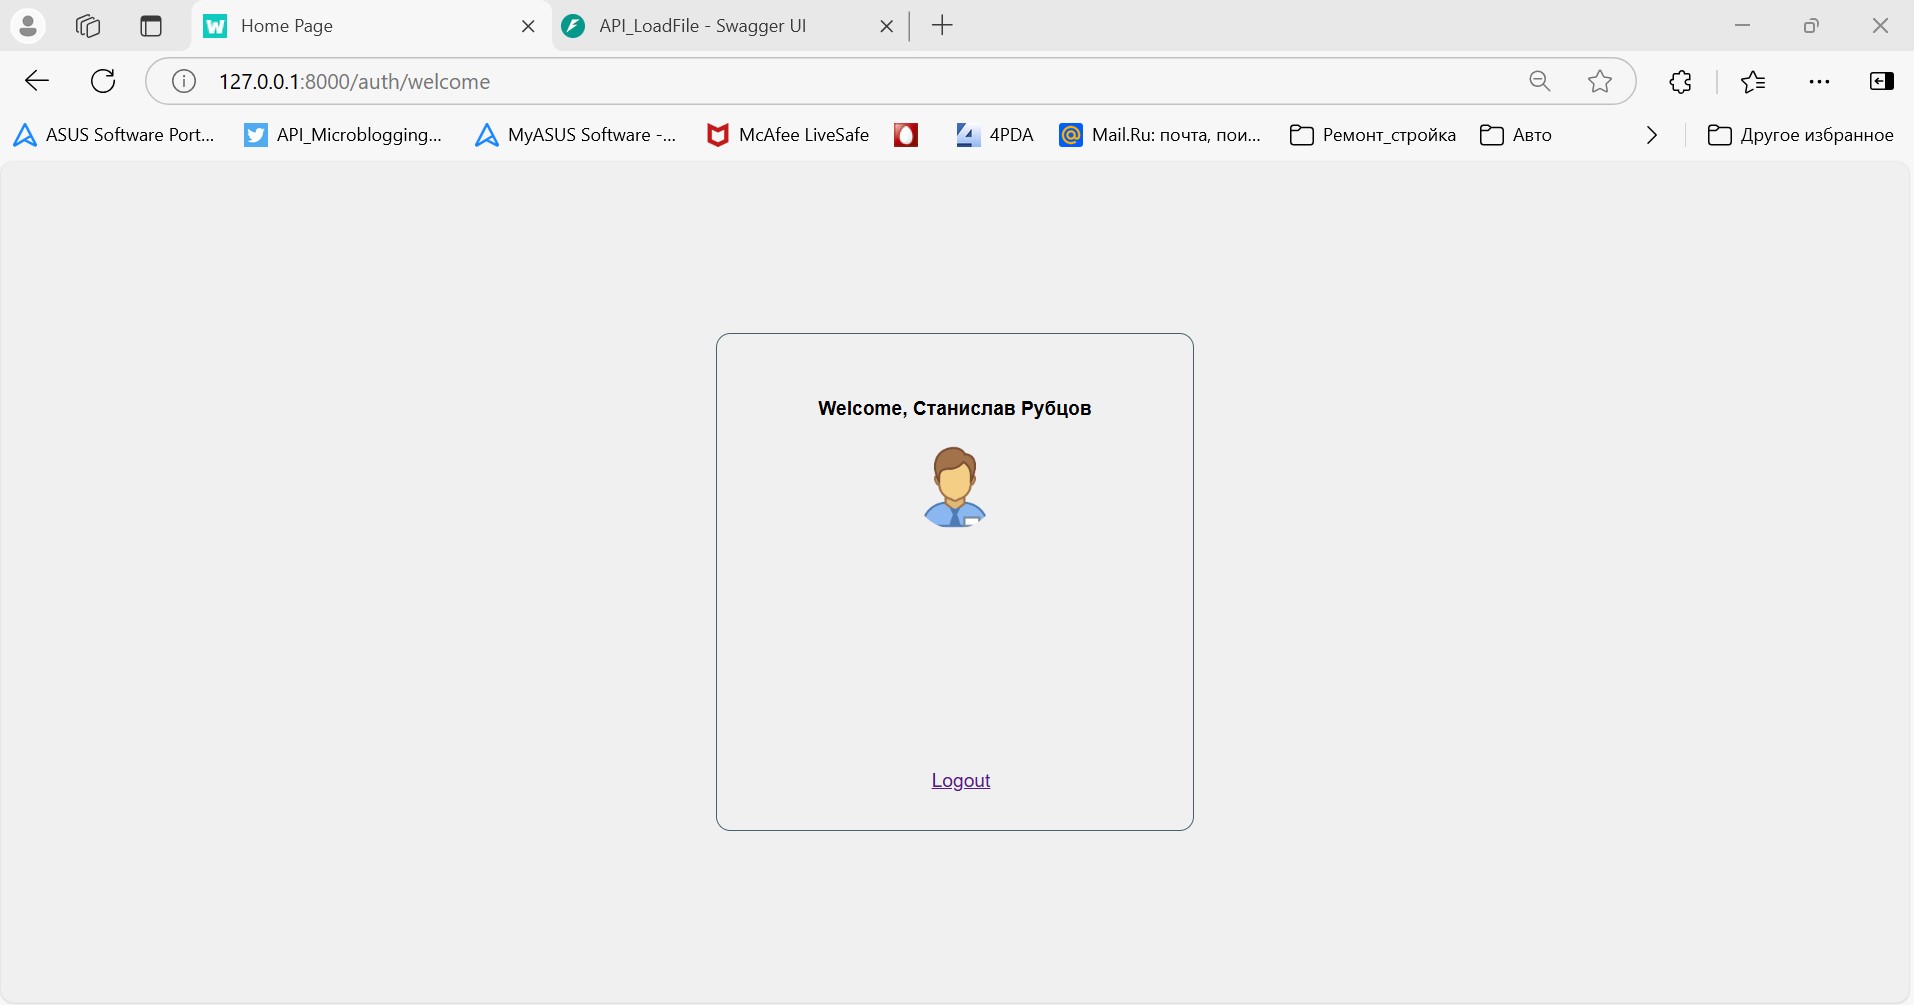 Home Page
API_LoadFile - Swagger UI
127.0.0.1:8000/auth/welcome
ASUS Software Port...
API_Microblogging...
MyASUS Software -...
McAfee LiveSafe
4PDA
Mail.Ru: почта, пои...
Ремонт_стройка
Авто
Другое избранное
Welcome, Станислав Рубцов
Logout